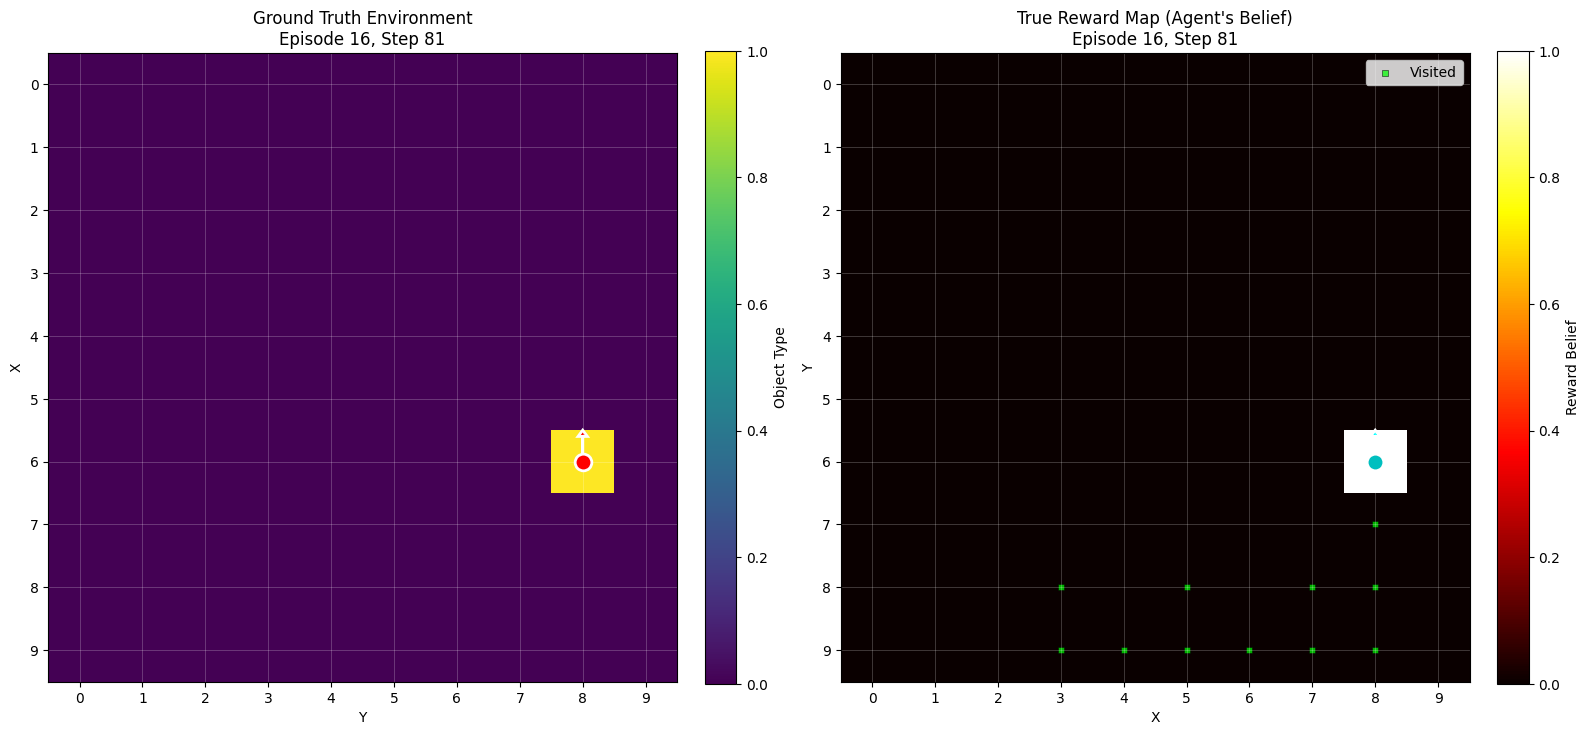 Ground Truth Environment
Episode 16, Step 81
0
1
2
3
4
5
6
7
8
9
X
0 1 2 3 4 5 6 7 8 9
Y
1.0
0.8
0.6
0.4
0.2
0.0
Object Type
True Reward Map (Agent's Belief)
Episode 16, Step 81
Visited
0
1
2
3
4
5
6
7
8
9
Y
0 1 2 3 4 5 6 7 8 9
X
1.0
0.8
0.6
0.4
0.2
0.0
Reward Belief